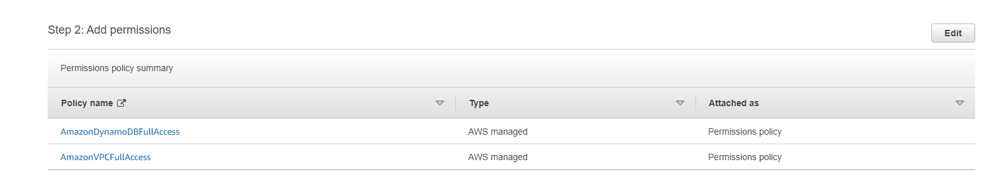 Step 2: Add permissions
Edit
Permissions policy summary
Policy name Type Attached as
AmazonDynamoDBFullAccess AWS managed Permissions policy
AmazonVPCFullAccess AWS managed Permissions policy